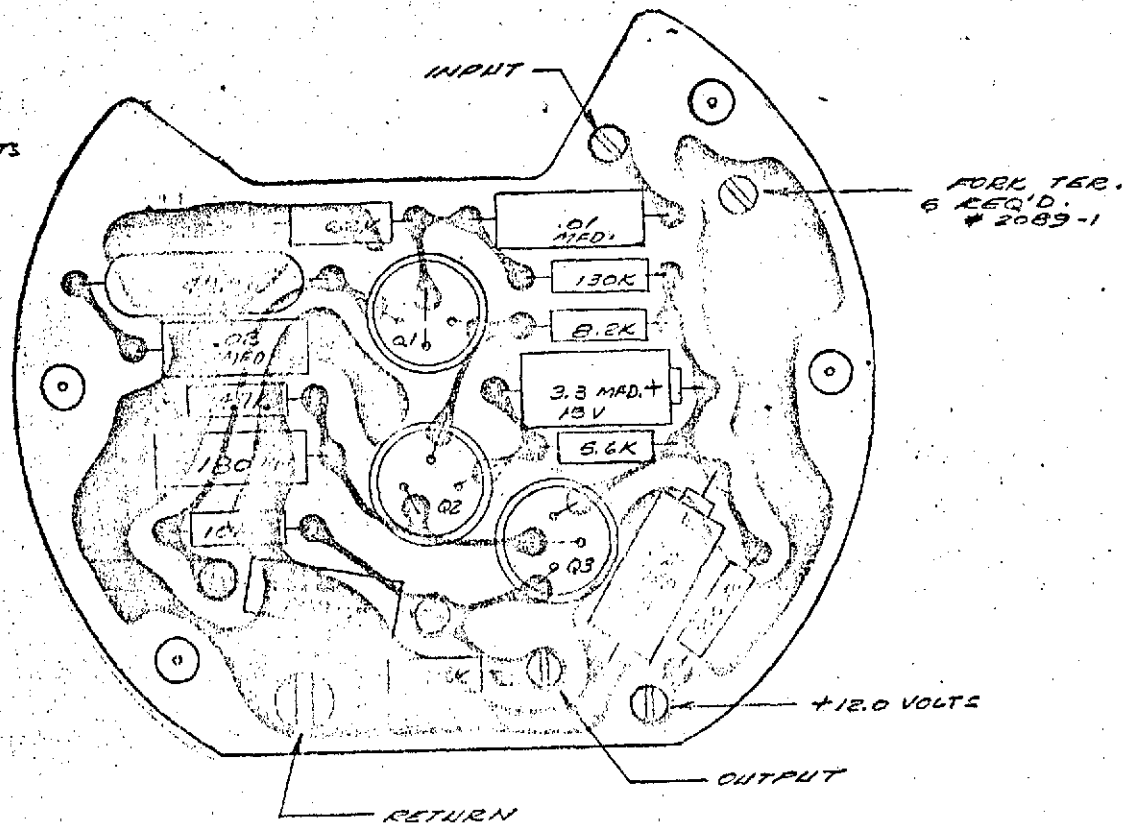 INPUT
TS
FORK TER.
6 REQ'D.
# 2089-1
.01
MFD.
130K
Q1
8.2K
.03
MFD
3.3 MFD.+
15V
5.6K
180
Q2
Q3
+12.0 VOLTS
OUTPUT
RETURN